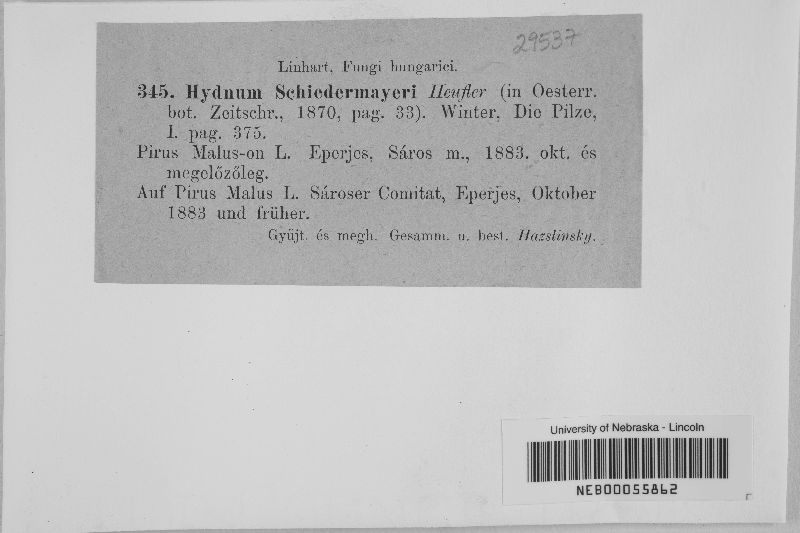 29537
Linhart, Fungi hungarici.
345. Hydnum Schiedermayeri Heufler (in Oesterr.
bot. Zeitschr., 1870, pag. 33). Winter, Die Pilze,
I. pag. 375.
Pirus Malus-on L. Eperjes, Sáros m., 1883. okt. és
megelőzőleg.
Auf Pirus Malus L. Sároser Comitat, Eperjes, Oktober
1883 und früher.
Gyüjt. és megh. Gesamm. u. best. Hazslinsky.
University of Nebraska - Lincoln
NEB00055862